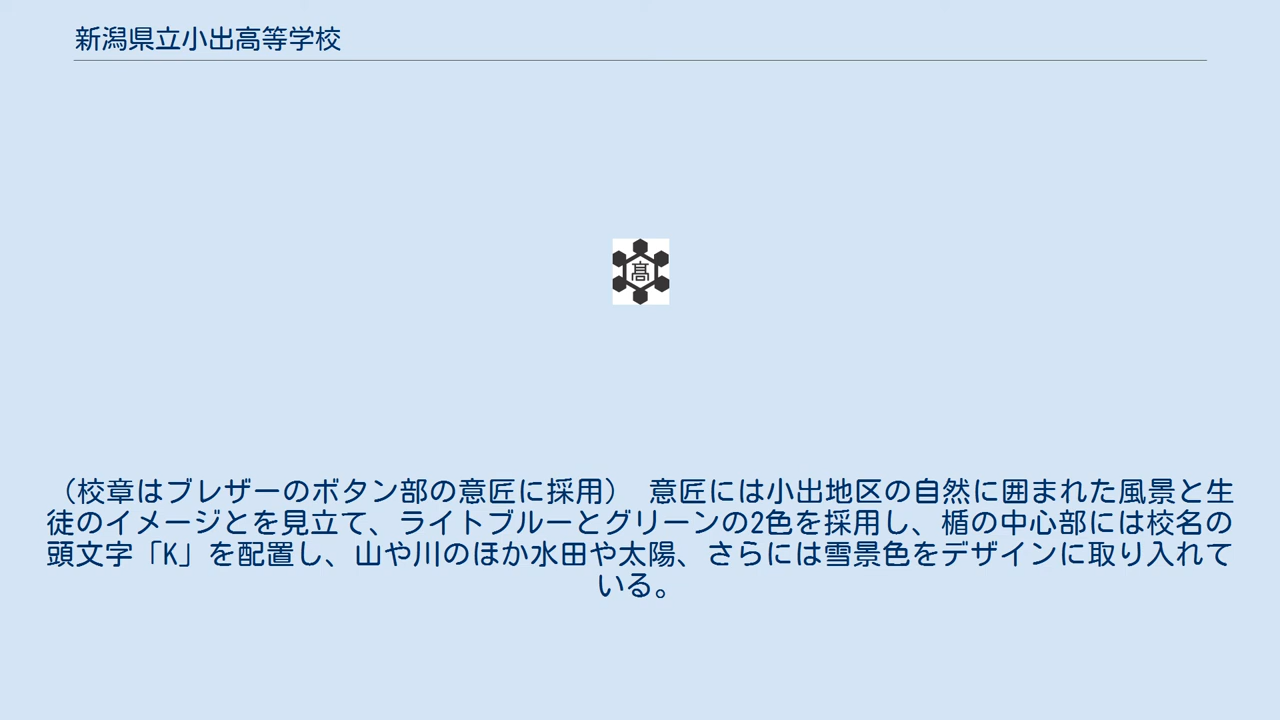 新潟県立小出高等学校
髙
（校章はブレザーのボタン部の意匠に採用） 意匠には小出地区の自然に囲まれた風景と生
徒のイメージとを見立て、ライトブルーとグリーンの2色を採用し、楯の中心部には校名の
頭文字「K」を配置し、山や川のほか水田や太陽、さらには雪景色をデザインに取り入れて
いる。